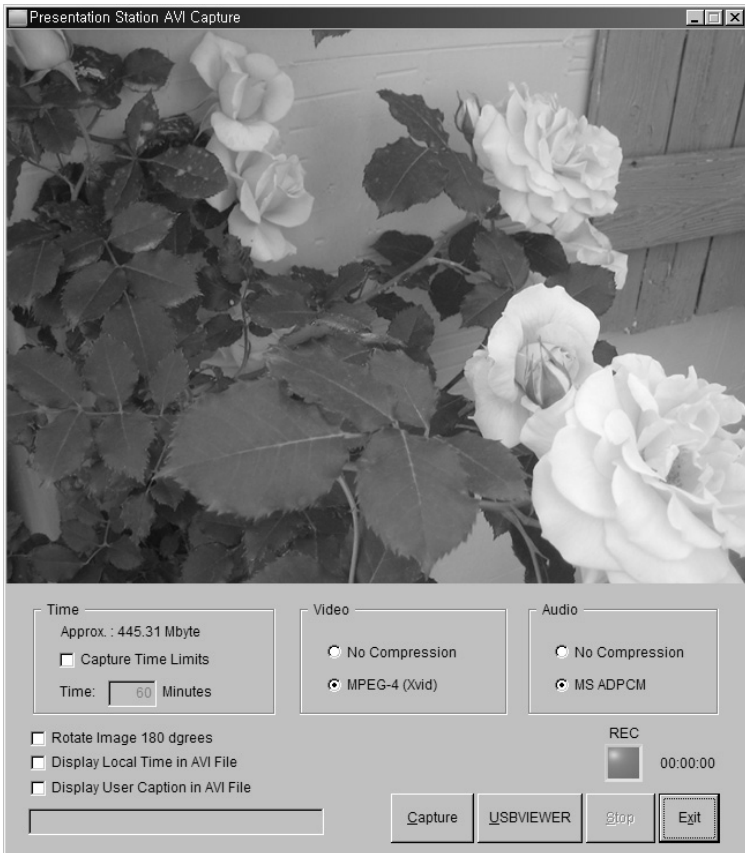 Presentation Station AVI Capture
Time
Approx. : 445.31 Mbyte
Capture Time Limits
Time: 60 Minutes
Video
No Compression
MPEG-4 (Xvid)
Audio
No Compression
MS ADPCM
Rotate Image 180 dgrees
Display Local Time in AVI File
Display User Caption in AVI File
REC
00:00:00
Capture
USBVIEWER
Stop
Exit